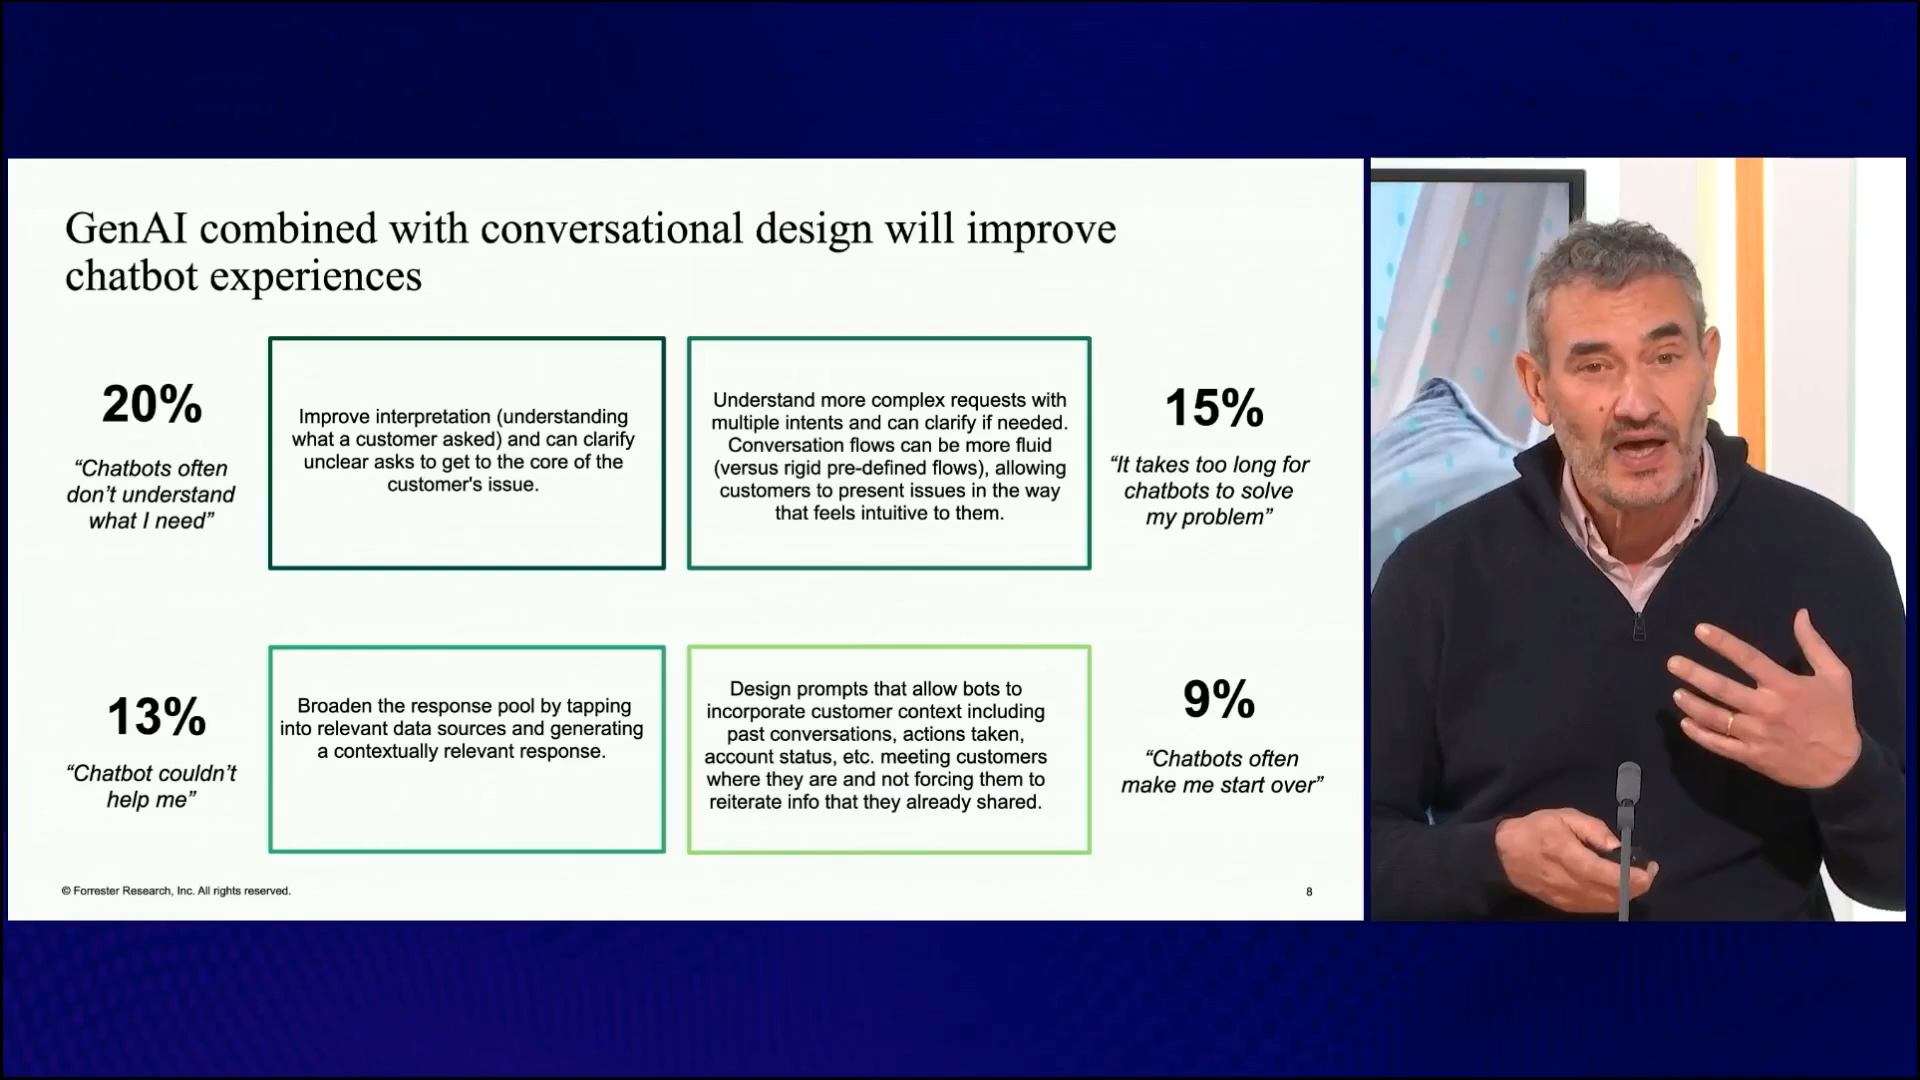 GenAI combined with conversational design will improve
chatbot experiences
20%
“Chatbots often
don’t understand
what I need”
Improve interpretation (understanding
what a customer asked) and can clarify
unclear asks to get to the core of the
customer's issue.
Understand more complex requests with
multiple intents and can clarify if needed.
Conversation flows can be more fluid
(versus rigid pre-defined flows), allowing
customers to present issues in the way
that feels intuitive to them.
15%
“It takes too long for
chatbots to solve
my problem”
13%
“Chatbot couldn’t
help me”
Broaden the response pool by tapping
into relevant data sources and generating
a contextually relevant response.
Design prompts that allow bots to
incorporate customer context including
past conversations, actions taken,
account status, etc. meeting customers
where they are and not forcing them to
reiterate info that they already shared.
9%
“Chatbots often
make me start over”
© Forrester Research, Inc. All rights reserved.
8